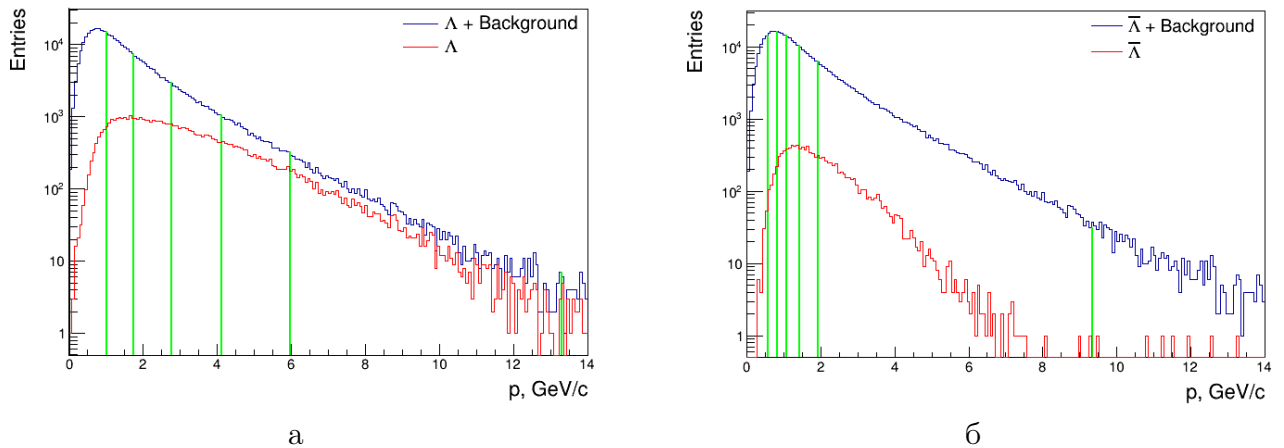 Entries
Λ + Background
Λ
10⁴
10³
10²
10
1
0 2 4 6 8 10 12 14
p, GeV/c
а
Entries
Λ̅ + Background
Λ̅
10⁴
10³
10²
10
1
0 2 4 6 8 10 12 14
p, GeV/c
б